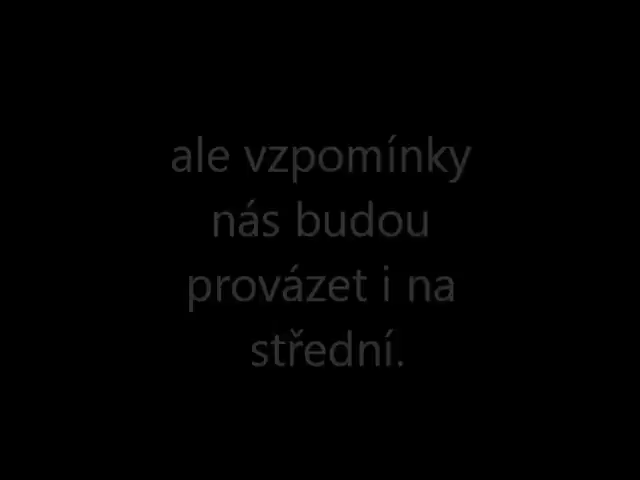 ale vzpomínky
nás budou
provázet i na
střední.